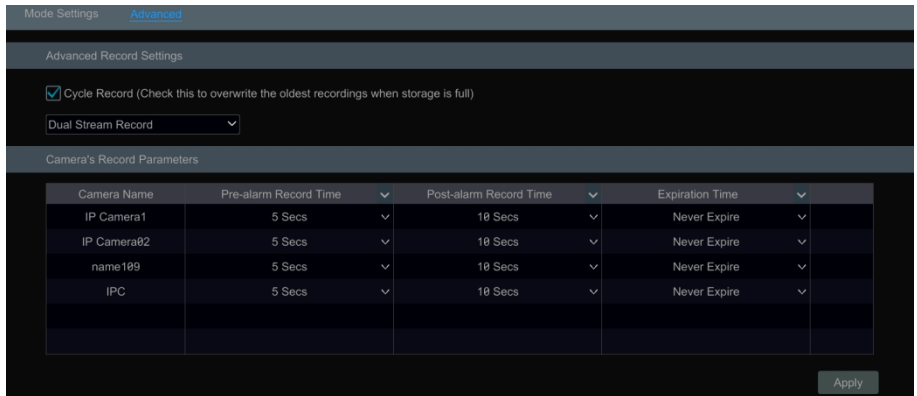 Mode Settings Advanced
Advanced Record Settings
Cycle Record (Check this to overwrite the oldest recordings when storage is full)
Dual Stream Record
Camera's Record Parameters
Camera Name Pre-alarm Record Time Post-alarm Record Time Expiration Time
IP Camera1 5 Secs 10 Secs Never Expire
IP Camera02 5 Secs 10 Secs Never Expire
name109 5 Secs 10 Secs Never Expire
IPC 5 Secs 10 Secs Never Expire
Apply